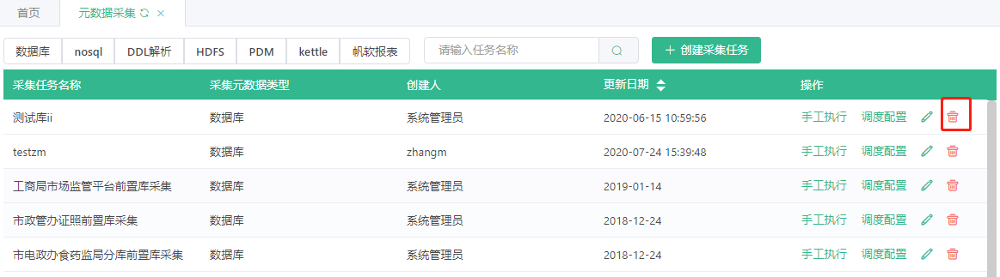 首页 元数据采集
数据库 nosql DDL解析 HDFS PDM kettle 帆软报表 请输入任务名称 创建采集任务
采集任务名称 采集元数据类型 创建人 更新日期 操作
测试库ii 数据库 系统管理员 2020-06-15 10:59:56 手工执行 调度配置
testzm 数据库 zhangm 2020-07-24 15:39:48 手工执行 调度配置
工商局市场监管平台前置库采集 数据库 系统管理员 2019-01-14 手工执行 调度配置
市政管办证照前置库采集 数据库 系统管理员 2018-12-24 手工执行 调度配置
市电政办食药监局分库前置库采集 数据库 系统管理员 2018-12-24 手工执行 调度配置